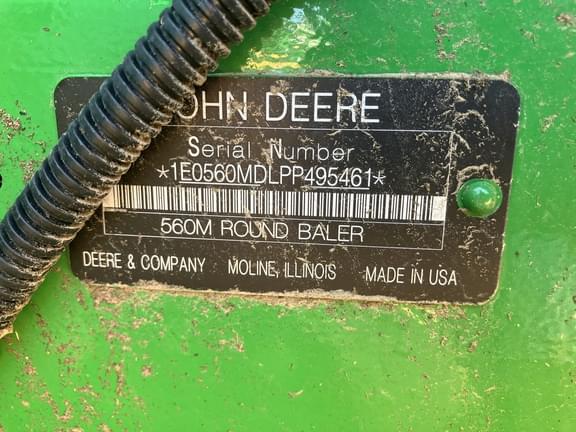 OHN DEERE
Serial Number
*1E0560MDLPP495461*
560M ROUND BALER
DEERE & COMPANY MOLINE, ILLINOIS MADE IN USA